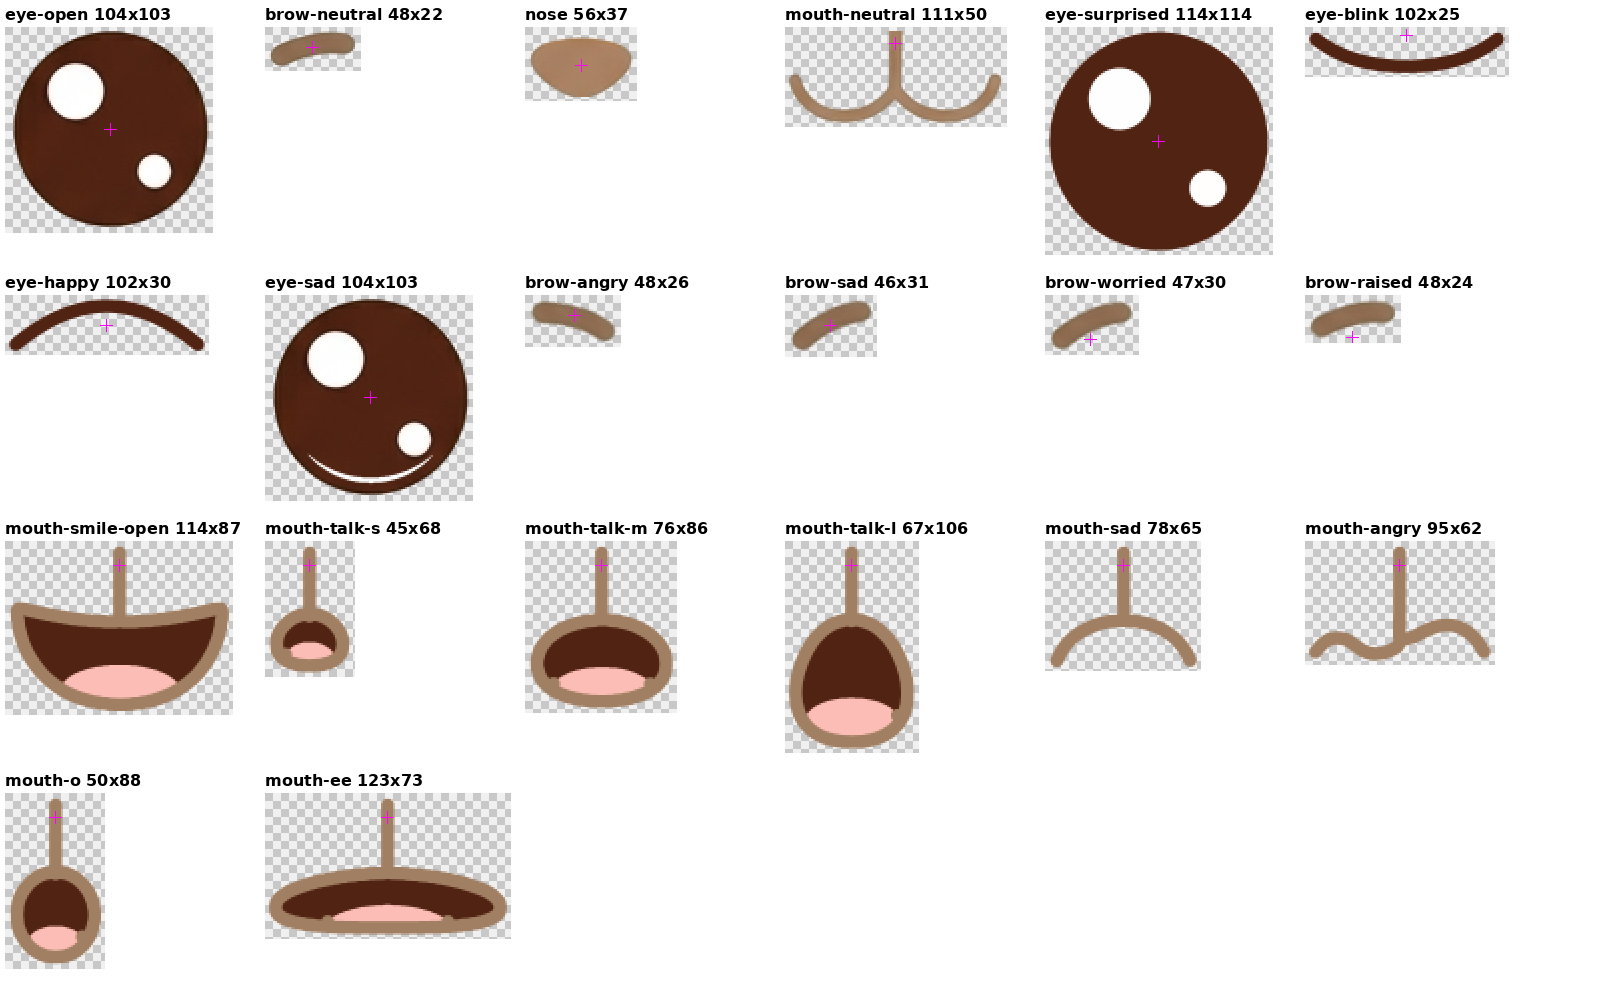 eye-open 104x103
brow-neutral 48x22
nose 56x37
mouth-neutral 111x50
eye-surprised 114x114
eye-blink 102x25
eye-happy 102x30
eye-sad 104x103
brow-angry 48x26
brow-sad 46x31
brow-worried 47x30
brow-raised 48x24
mouth-smile-open 114x87
mouth-talk-s 45x68
mouth-talk-m 76x86
mouth-talk-l 67x106
mouth-sad 78x65
mouth-angry 95x62
mouth-o 50x88
mouth-ee 123x73